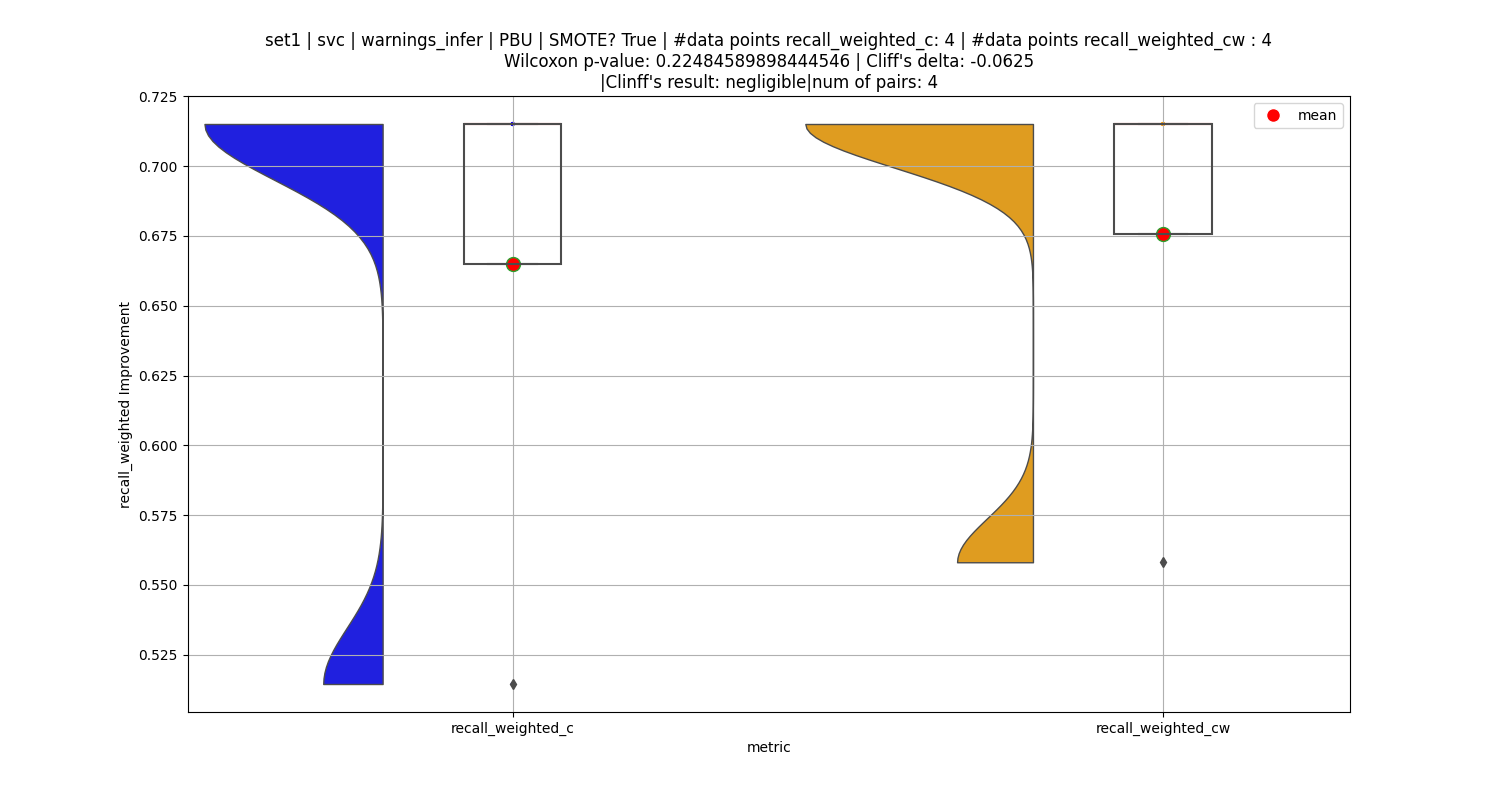 set1 | svc | warnings_infer | PBU | SMOTE? True | #data points recall_weighted_c: 4 | #data points recall_weighted_cw : 4
Wilcoxon p-value: 0.22484589898444546 | Cliff's delta: -0.0625
|Clinff's result: negligible|num of pairs: 4
mean
0.725
0.700
0.675
0.650
0.625
0.600
0.575
0.550
0.525
recall_weighted Improvement
recall_weighted_c
recall_weighted_cw
metric